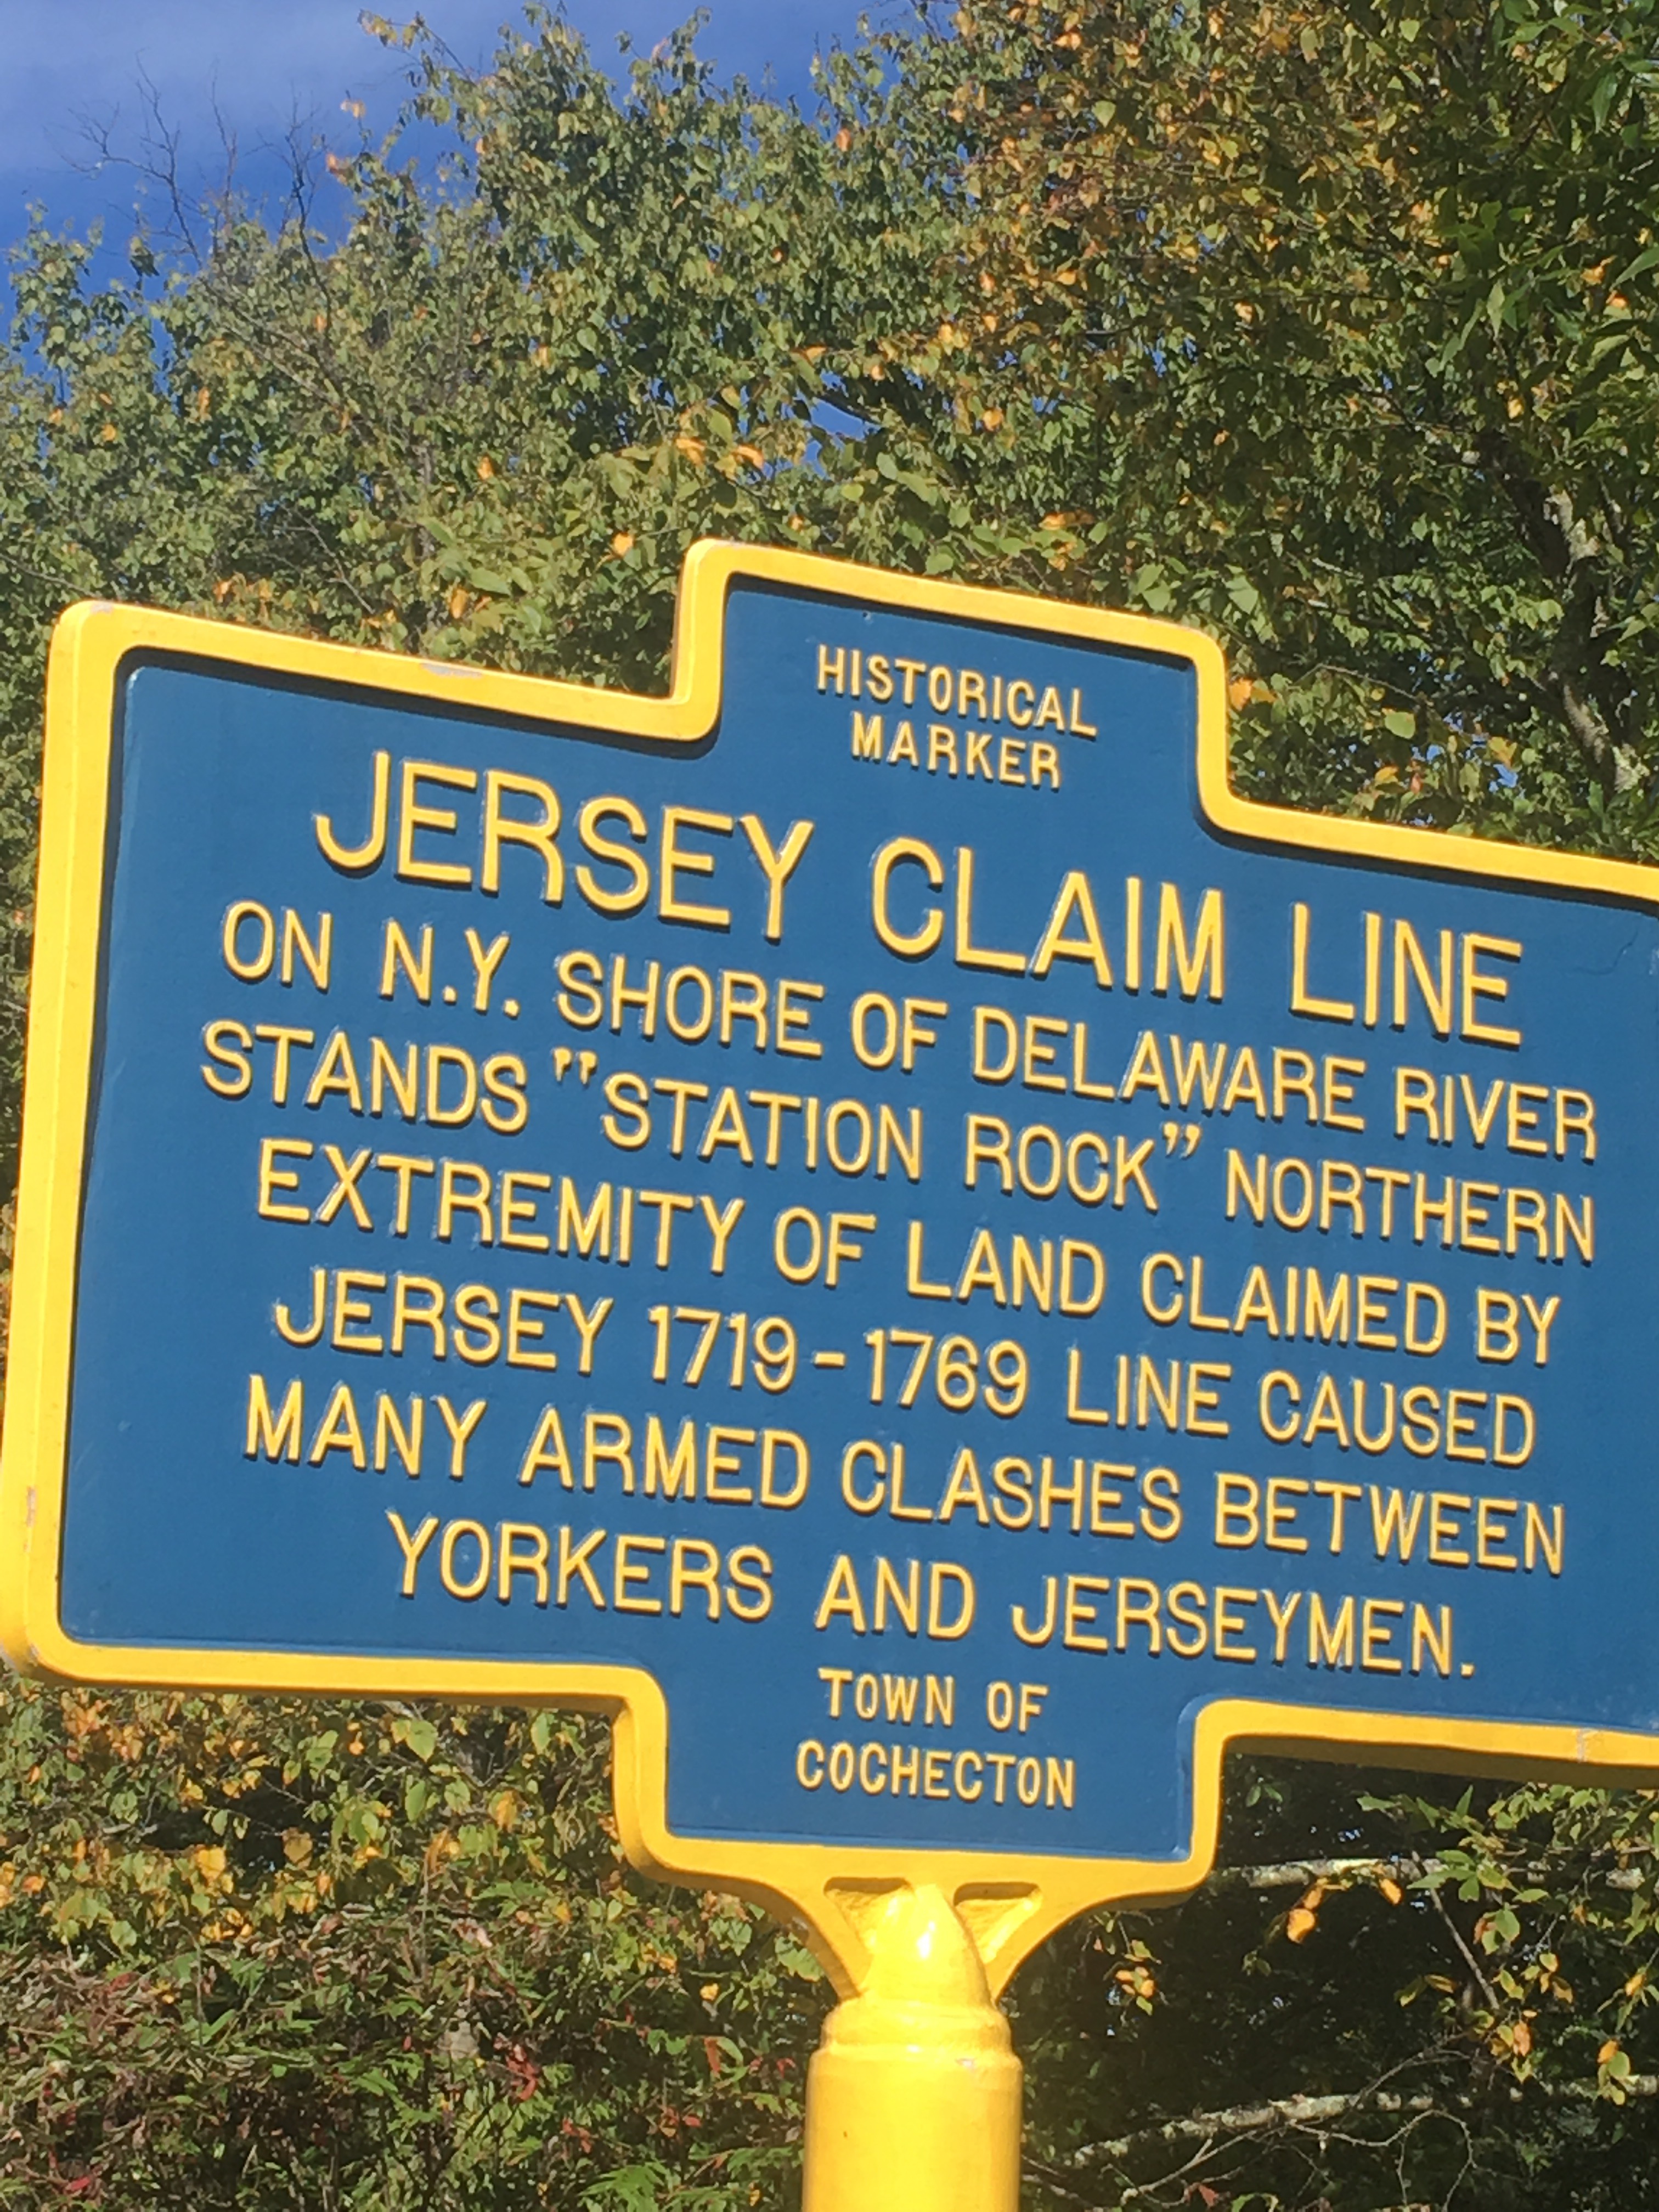 HISTORICAL
MARKER
JERSEY CLAIM LINE
ON N.Y. SHORE OF DELAWARE RIVER
STANDS "STATION ROCK" NORTHERN
EXTREMITY OF LAND CLAIMED BY
JERSEY 1719-1769 LINE CAUSED
MANY ARMED CLASHES BETWEEN
YORKERS AND JERSEYMEN.
TOWN OF
COCHECTON